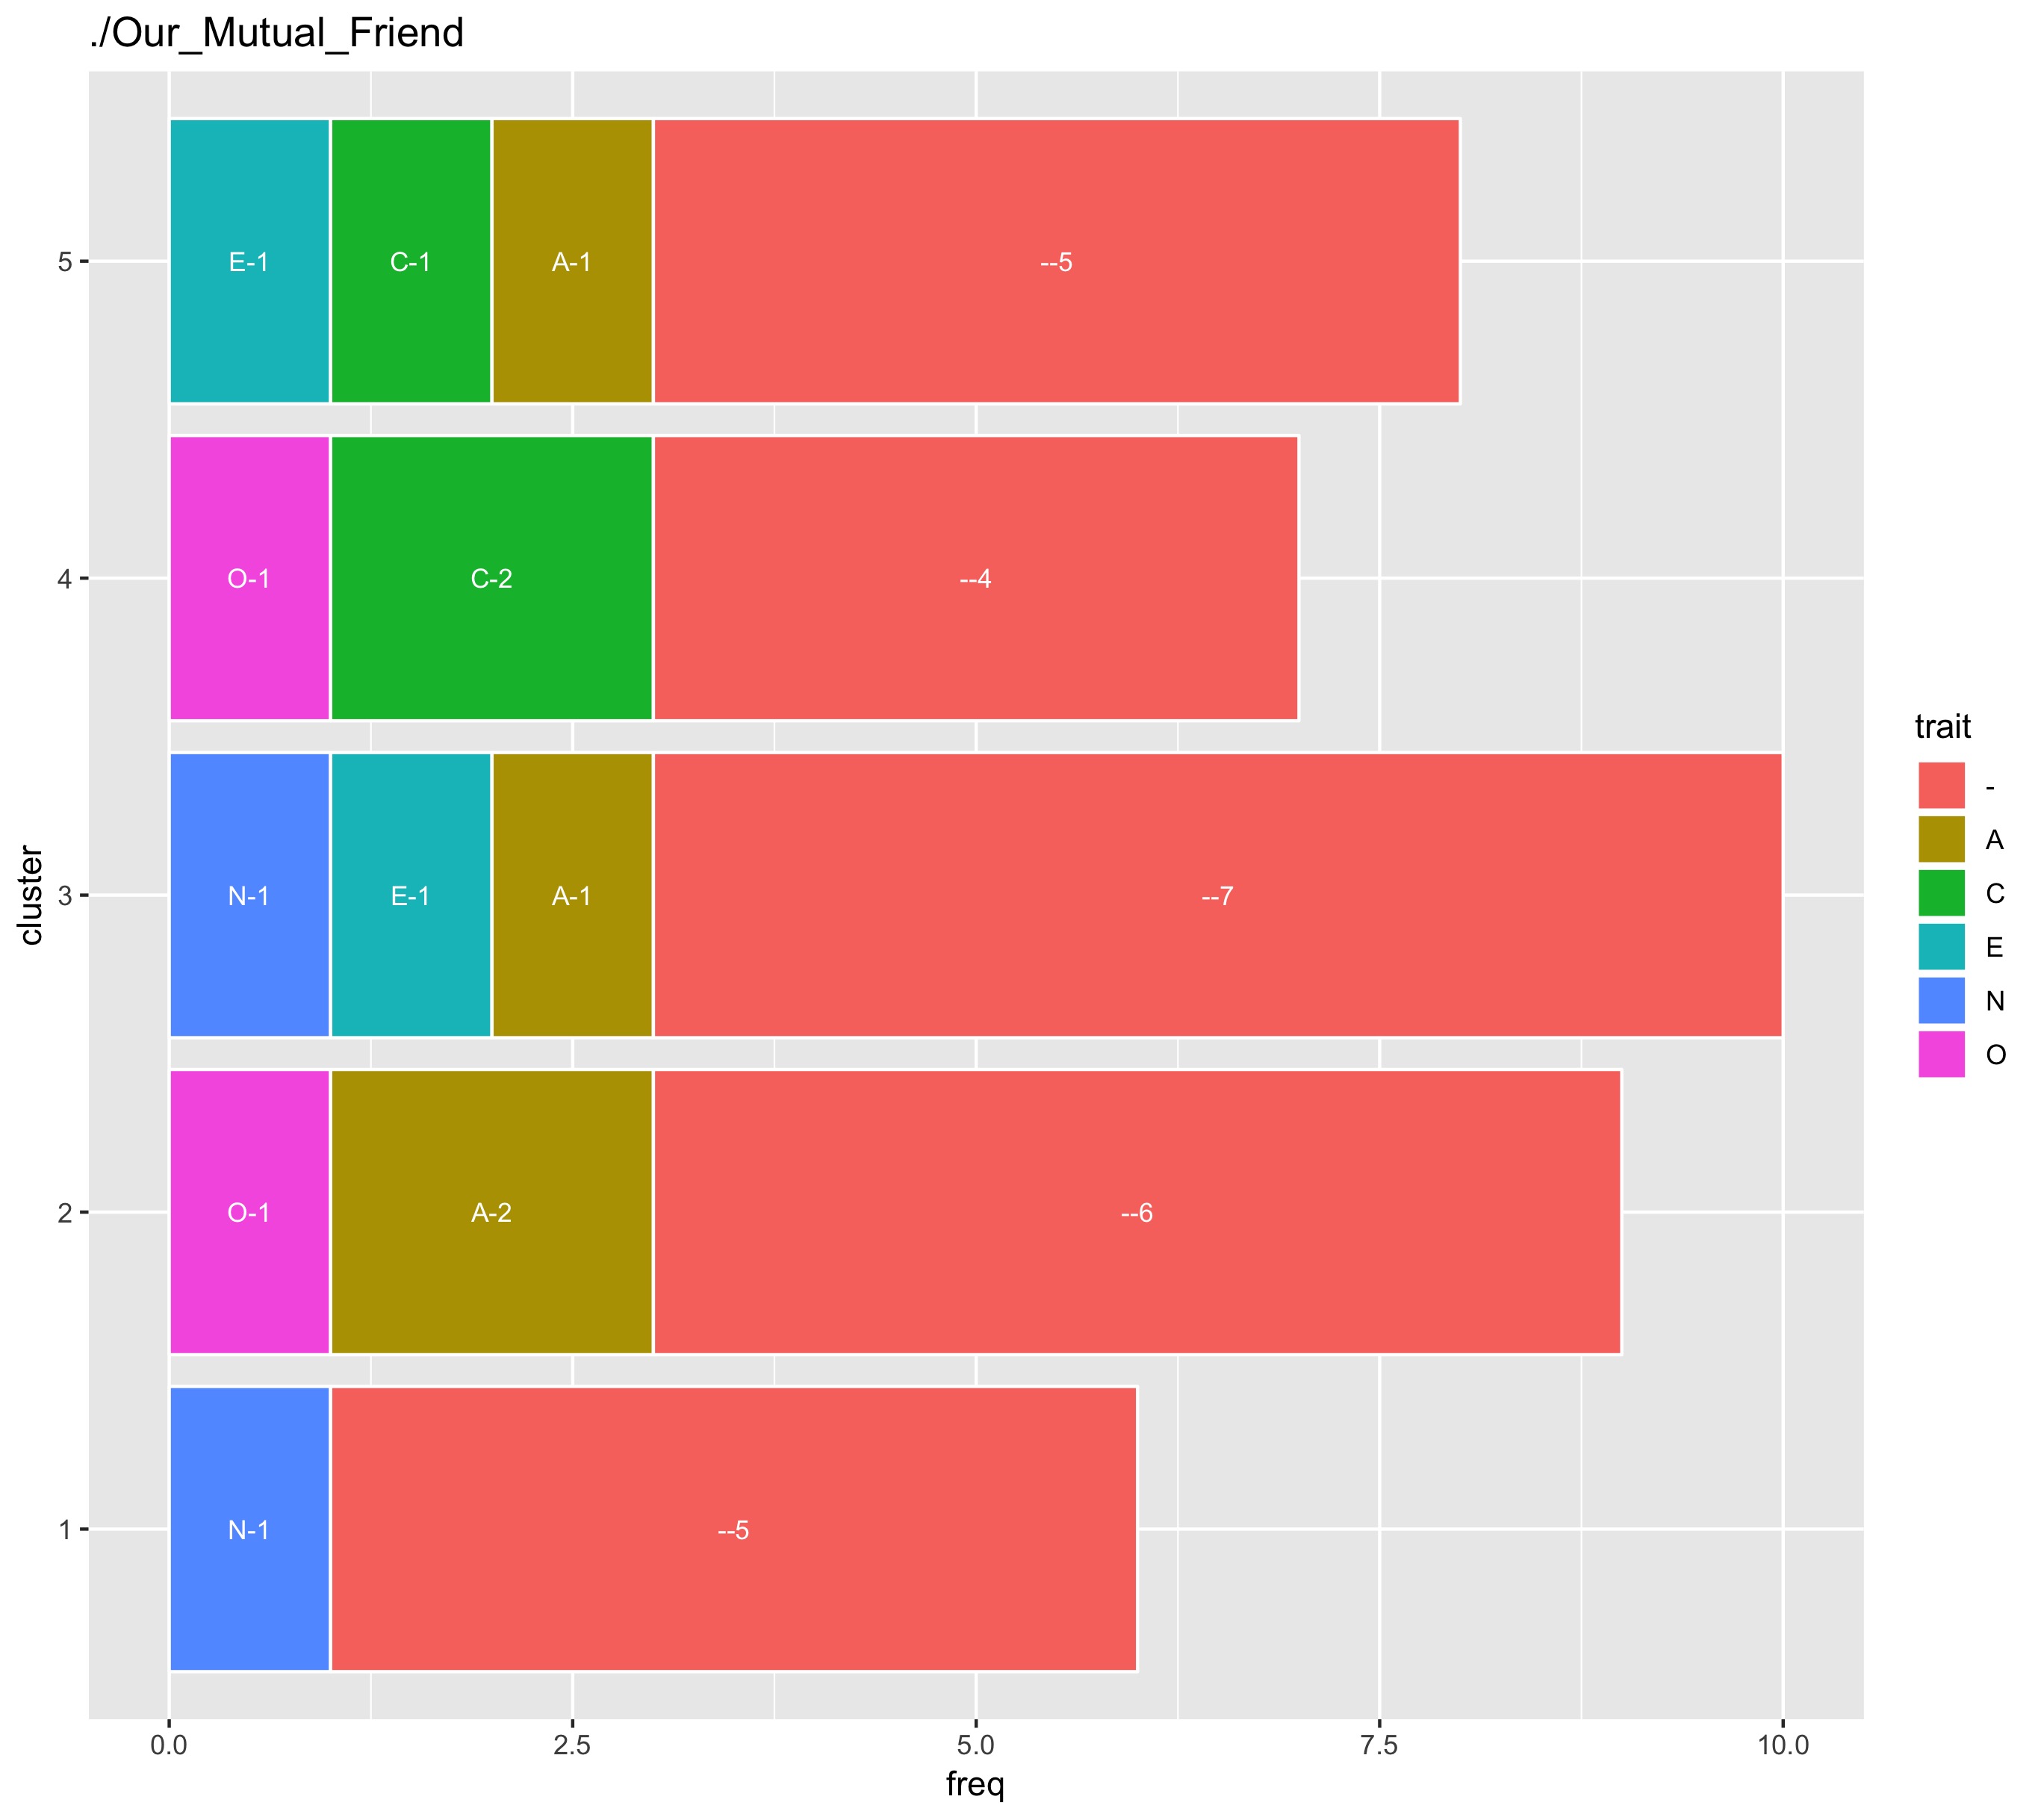 ./Our_Mutual_Friend
5
E-1 C-1 A-1 --5
4
O-1 C-2 --4
3
N-1 E-1 A-1 --7
2
O-1 A-2 --6
1
N-1 --5
cluster
0.0 2.5 5.0 7.5 10.0
freq
trait
-
A
C
E
N
O